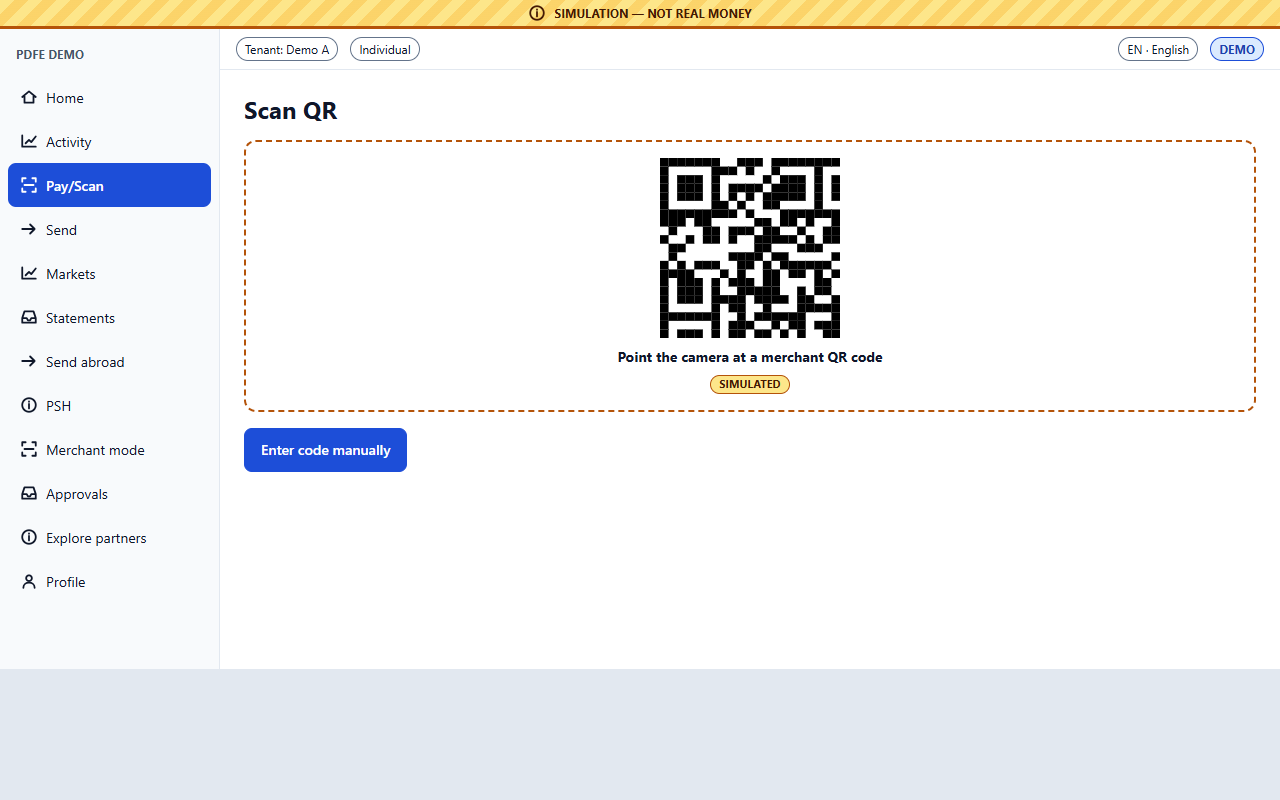 SIMULATION — NOT REAL MONEY
PDFE DEMO
Tenant: Demo A
Individual
EN · English
DEMO
Home
Activity
Pay/Scan
Send
Markets
Statements
Send abroad
PSH
Merchant mode
Approvals
Explore partners
Profile
Scan QR
Point the camera at a merchant QR code
SIMULATED
Enter code manually